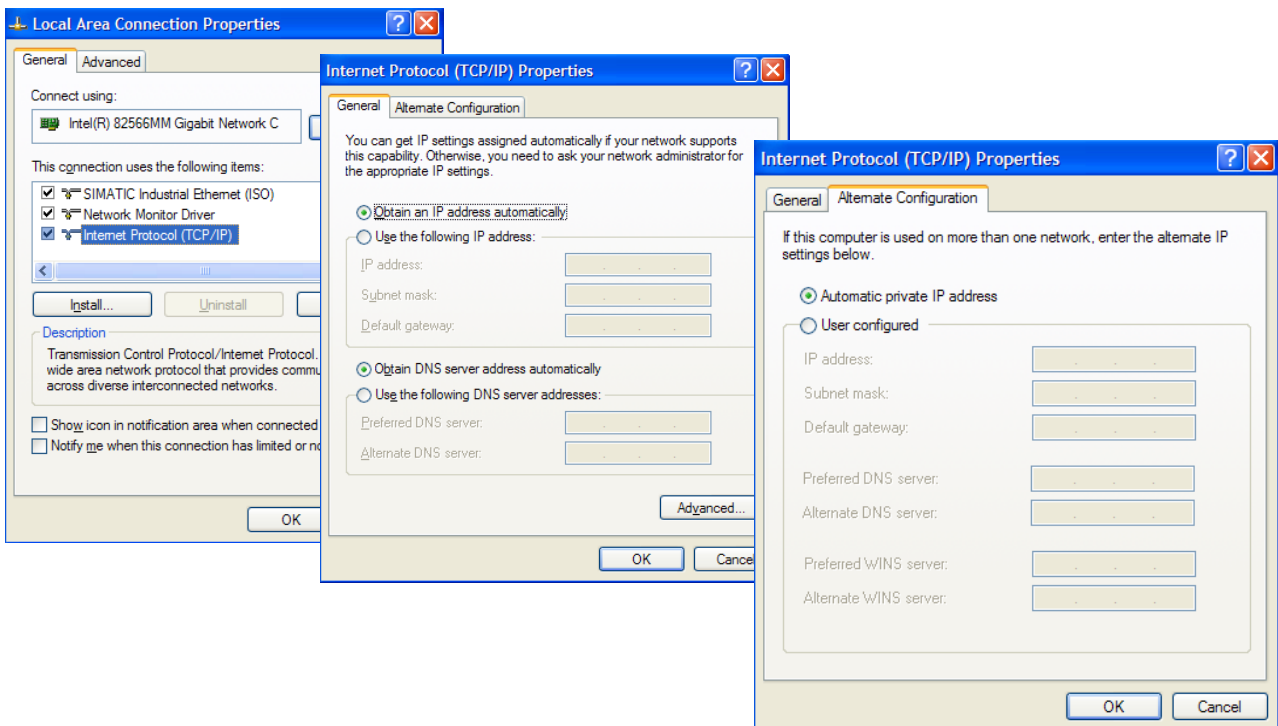 Local Area Connection Properties
General
Advanced
Connect using:
Intel(R) 82566MM Gigabit Network C
This connection uses the following items:
SIMATIC Industrial Ethernet (ISO)
Network Monitor Driver
Internet Protocol (TCP/IP)
Install...
Uninstall
Description
Transmission Control Protocol/Internet Protocol.
wide area network protocol that provides commu
across diverse interconnected networks.
Show icon in notification area when connected
Notify me when this connection has limited or no
OK
Internet Protocol (TCP/IP) Properties
General
Alternate Configuration
You can get IP settings assigned automatically if your network supports
this capability. Otherwise, you need to ask your network administrator for
the appropriate IP settings.
Obtain an IP address automatically
Use the following IP address:
IP address:
Subnet mask:
Default gateway:
Obtain DNS server address automatically
Use the following DNS server addresses:
Preferred DNS server:
Alternate DNS server:
Advanced...
OK
Cance
Internet Protocol (TCP/IP) Properties
General
Alternate Configuration
If this computer is used on more than one network, enter the alternate IP
settings below.
Automatic private IP address
User configured
IP address:
Subnet mask:
Default gateway:
Preferred DNS server:
Alternate DNS server:
Preferred WINS server:
Alternate WINS server:
OK
Cancel